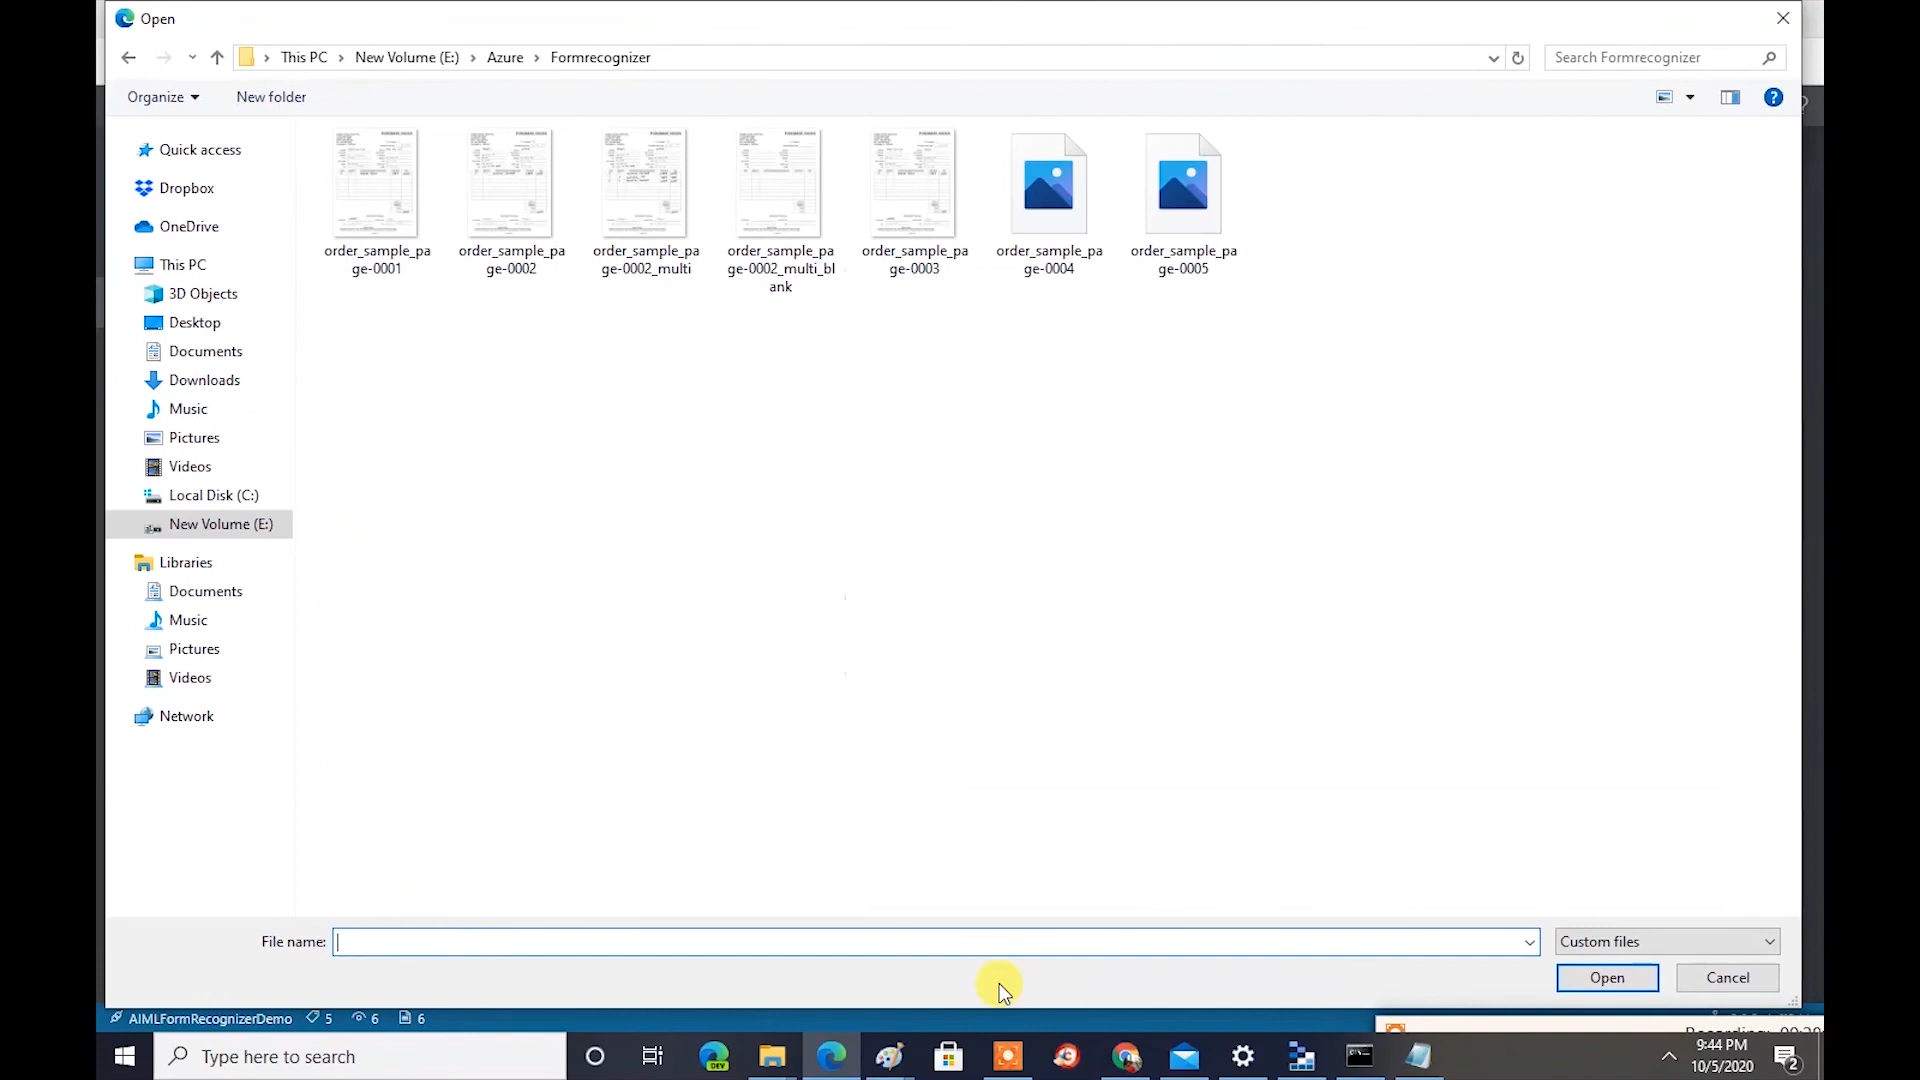 Open
This PC
New Volume (E:)
Azure
Formrecognizer
Search Formrecognizer
Organize
New folder
Quick access
Dropbox
OneDrive
This PC
3D Objects
Desktop
Documents
Downloads
Music
Pictures
Videos
Local Disk (C:)
New Volume (E:)
Libraries
Documents
Music
Pictures
Videos
Network
order_sample_pa
ge-0001
order_sample_pa
ge-0002
order_sample_pa
ge-0002_multi
order_sample_pa
ge-0002_multi_bl
ank
order_sample_pa
ge-0003
order_sample_pa
ge-0004
order_sample_pa
ge-0005
File name:
Custom files
Open
Cancel
AIMLFormRecognizerDemo
5
6
6
Type here to search
DEV
9:44 PM
10/5/2020
2